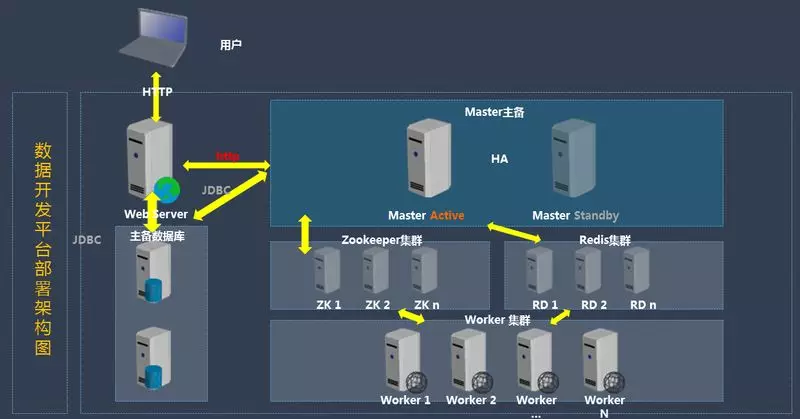 用户
HTTP
数据开发平台部署架构图
Master主备
HA
http
JDBC
Web Server
Master Active
Master Standby
主备数据库
JDBC
Zookeeper集群
Redis集群
ZK 1
ZK 2
ZK n
RD 1
RD 2
RD n
Worker 集群
Worker 1
Worker 2
Worker
...
Worker
N